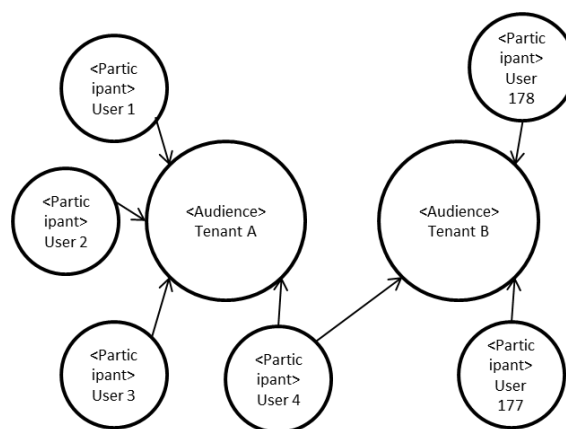 <Partic
ipant>
User 1
<Partic
ipant>
User
178
<Partic
ipant>
User 2
<Audience>
Tenant A
<Audience>
Tenant B
<Partic
ipant>
User 3
<Partic
ipant>
User 4
<Partic
ipant>
User
177